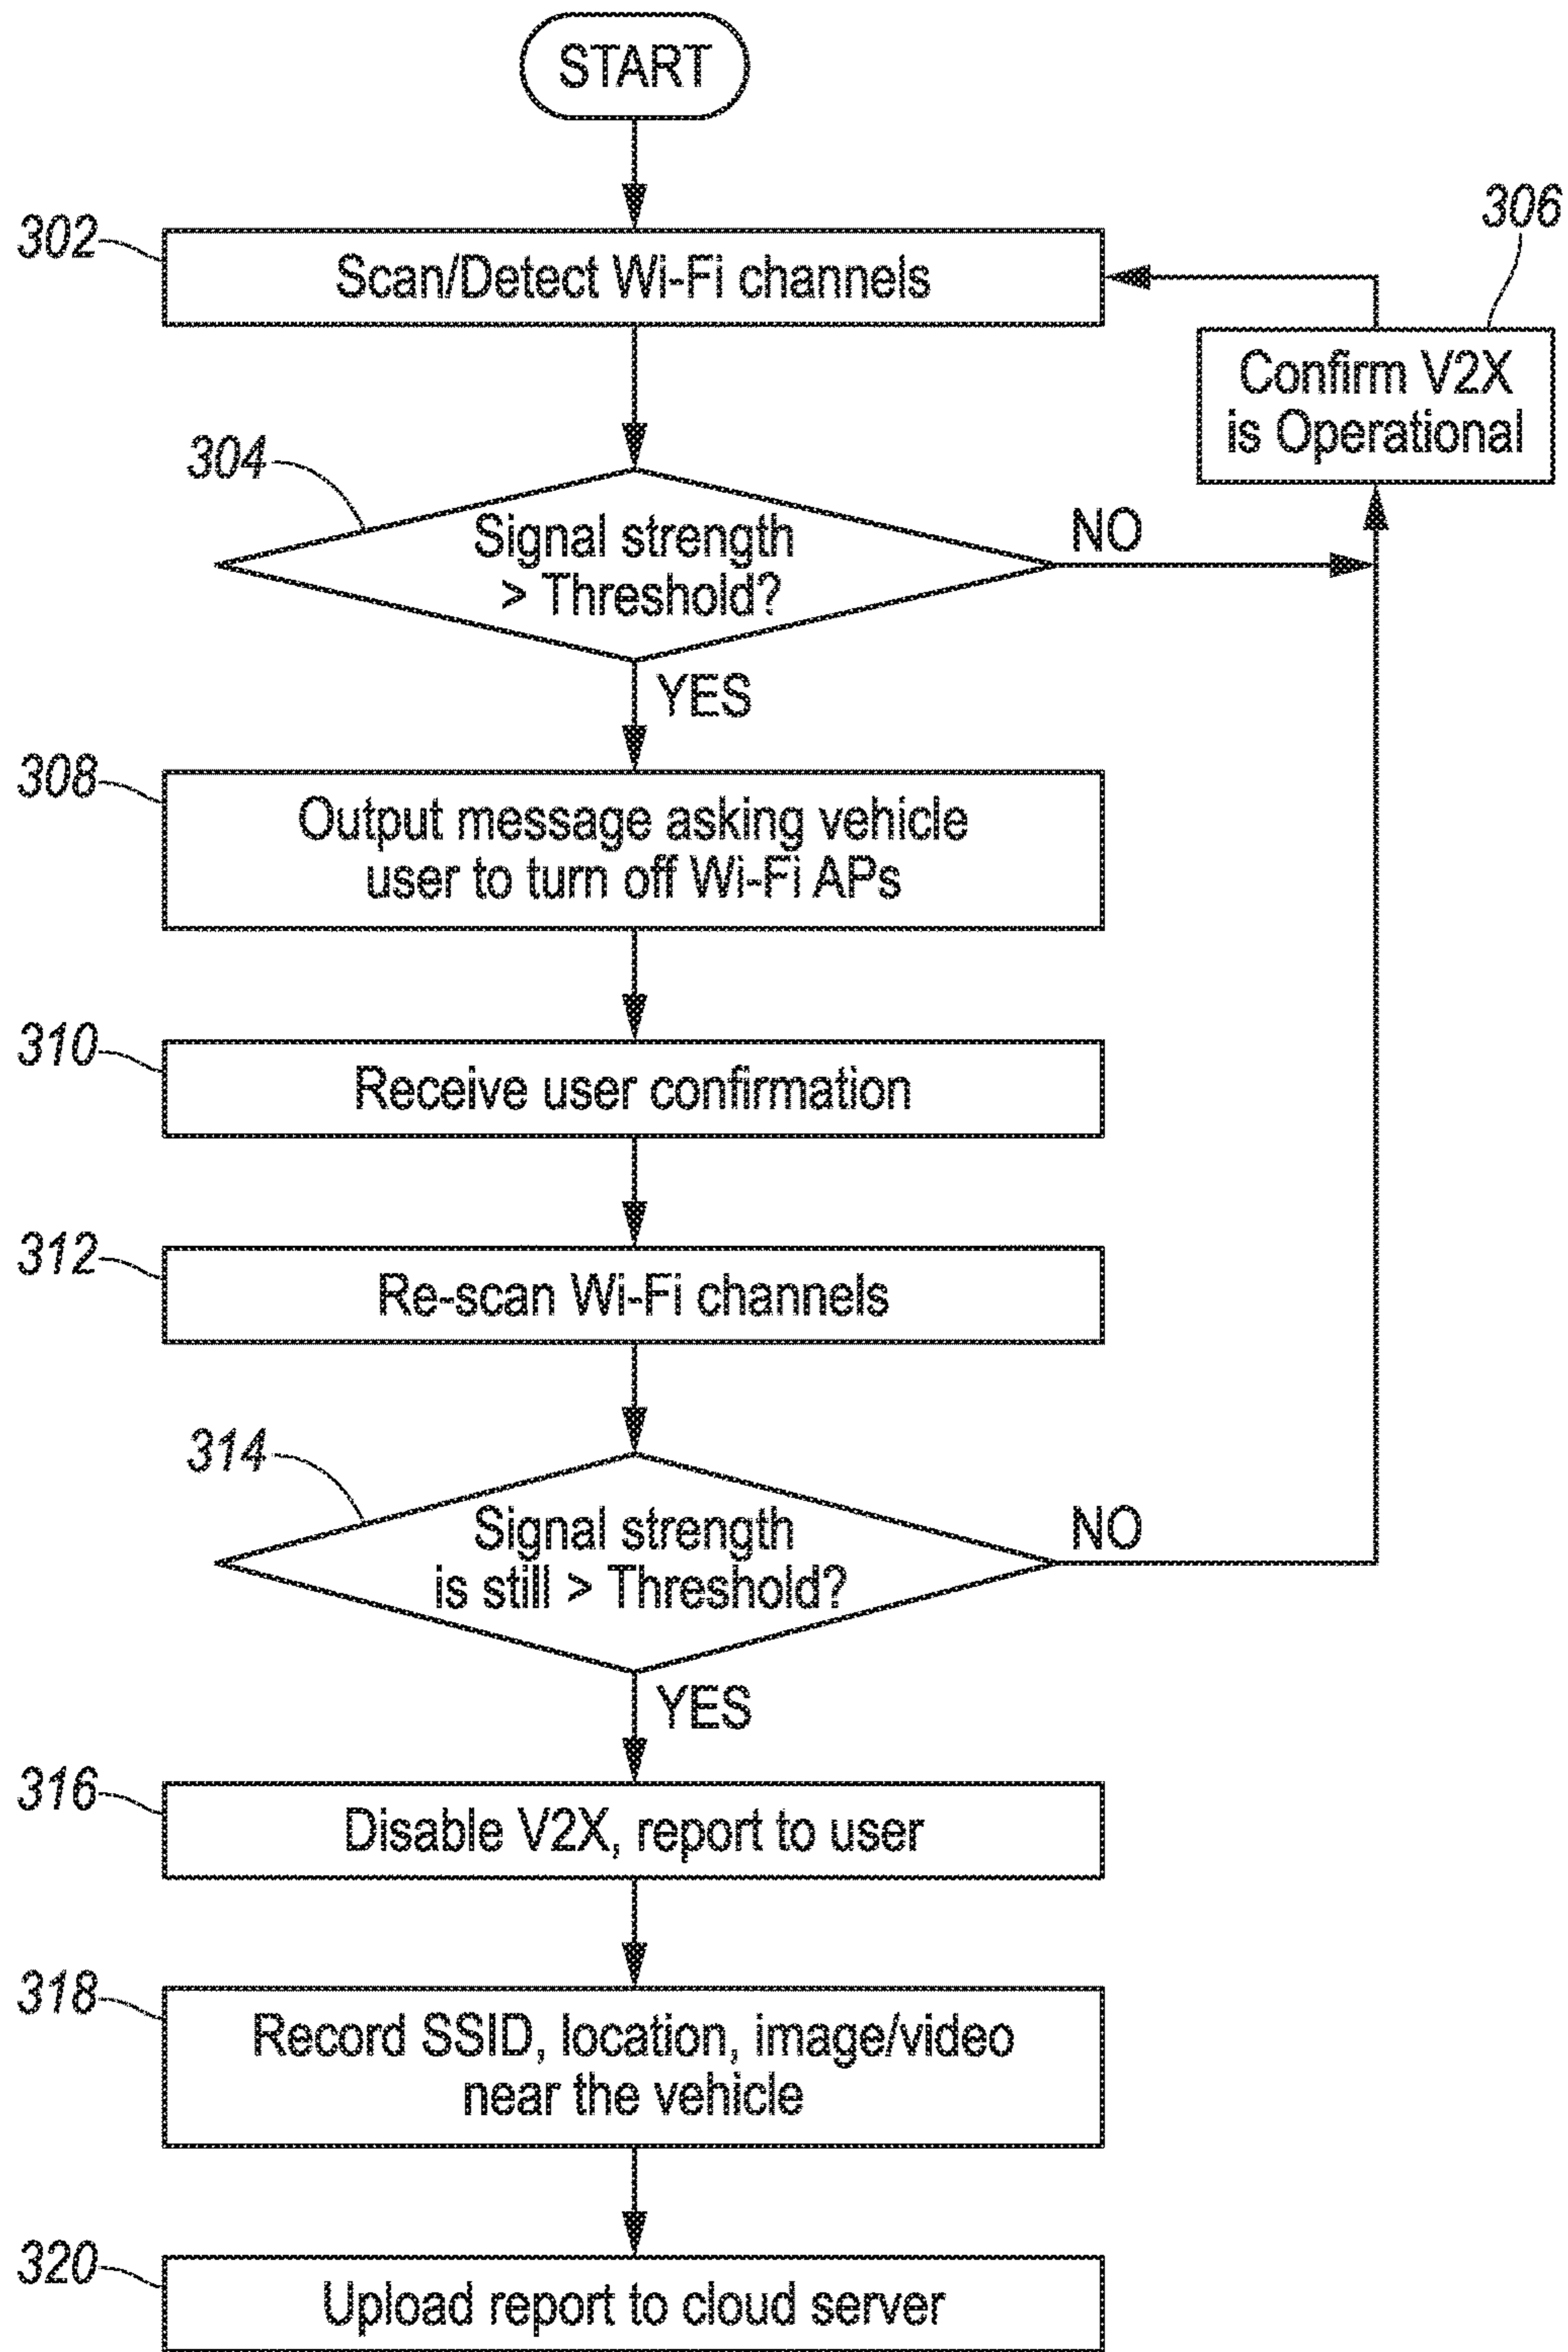 START
302
Scan/Detect Wi-Fi channels
306
Confirm V2X
is Operational
304
Signal strength
> Threshold?
NO
YES
308
Output message asking vehicle
user to turn off Wi-Fi APs
310
Receive user confirmation
312
Re-scan Wi-Fi channels
314
Signal strength
is still > Threshold?
NO
YES
316
Disable V2X, report to user
318
Record SSID, location, image/video
near the vehicle
320
Upload report to cloud server